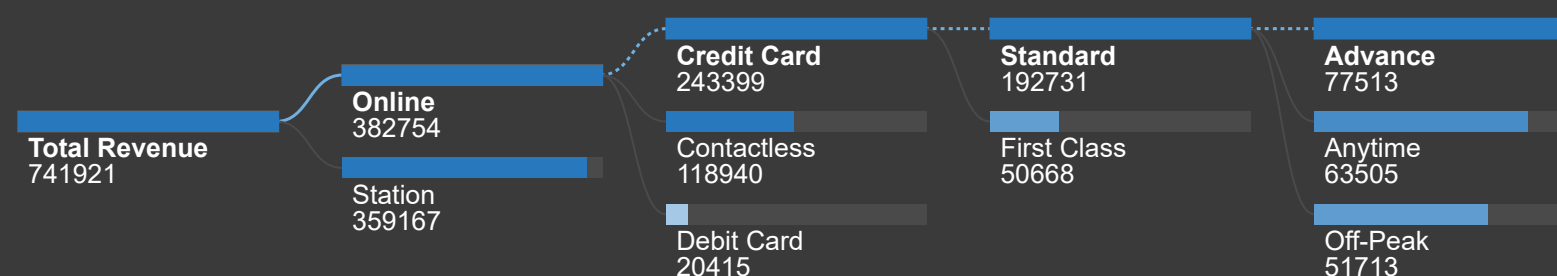 Total Revenue
741921
Online
382754
Station
359167
Credit Card
243399
Contactless
118940
Debit Card
20415
Standard
192731
First Class
50668
Advance
77513
Anytime
63505
Off-Peak
51713